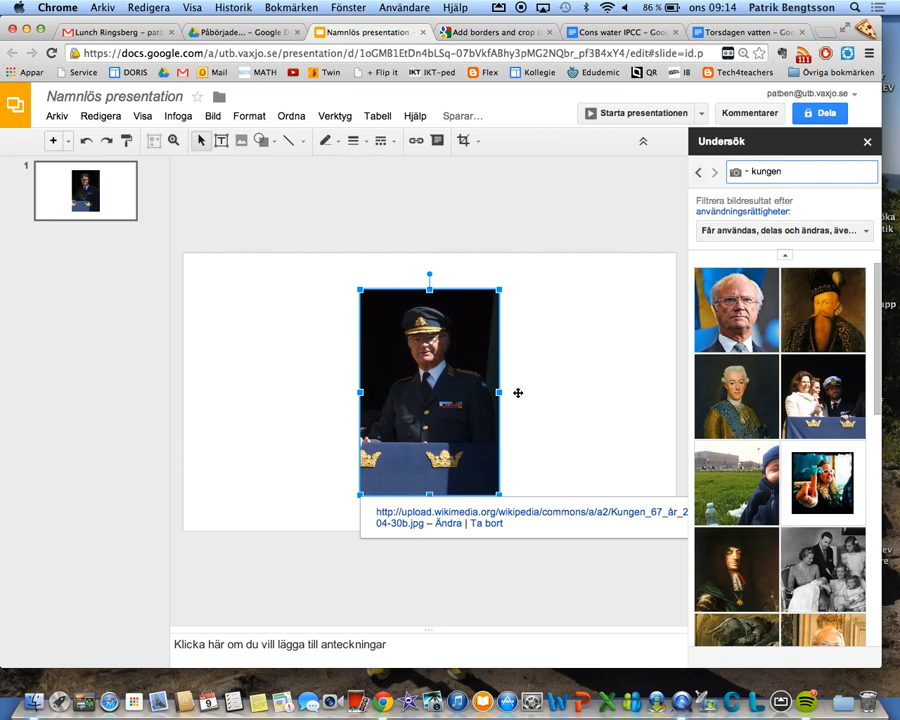 Chrome Arkiv Redigera Visa Historik Bokmärken Fönster Användare Hjälp 86 % ons 09:14 Patrik Bengtsson
Lunch Ringsberg – patt
Påbörjade... – Google D
Namnlös presentation –
Add borders and crop i
Cons water IPCC – Goo
Torsdagen vatten – Goo
https://docs.google.com/a/utb.vaxjo.se/presentation/d/1oGMB1EtDn4bLSq-07bVkfABhy3pMG2NQbr_pf3B4xY4/edit#slide=id.p
Appar Service DORIS Mail MATH Twin + Flip it IKT IKT-ped Flex Kollegie Edudemic QR IB Tech4teachers Övriga bokmärken
Namnlös presentation
patben@utb.vaxjo.se
Arkiv Redigera Visa Infoga Bild Format Ordna Verktyg Tabell Hjälp Sparar...
Starta presentationen Kommentarer Dela
Undersök
- kungen
Filtrera bildresultat efter
användningsrättigheter:
Får användas, delas och ändras, äve...
1
http://upload.wikimedia.org/wikipedia/commons/a/a2/Kungen_67_år_2
04-30b.jpg – Ändra | Ta bort
Klicka här om du vill lägga till anteckningar